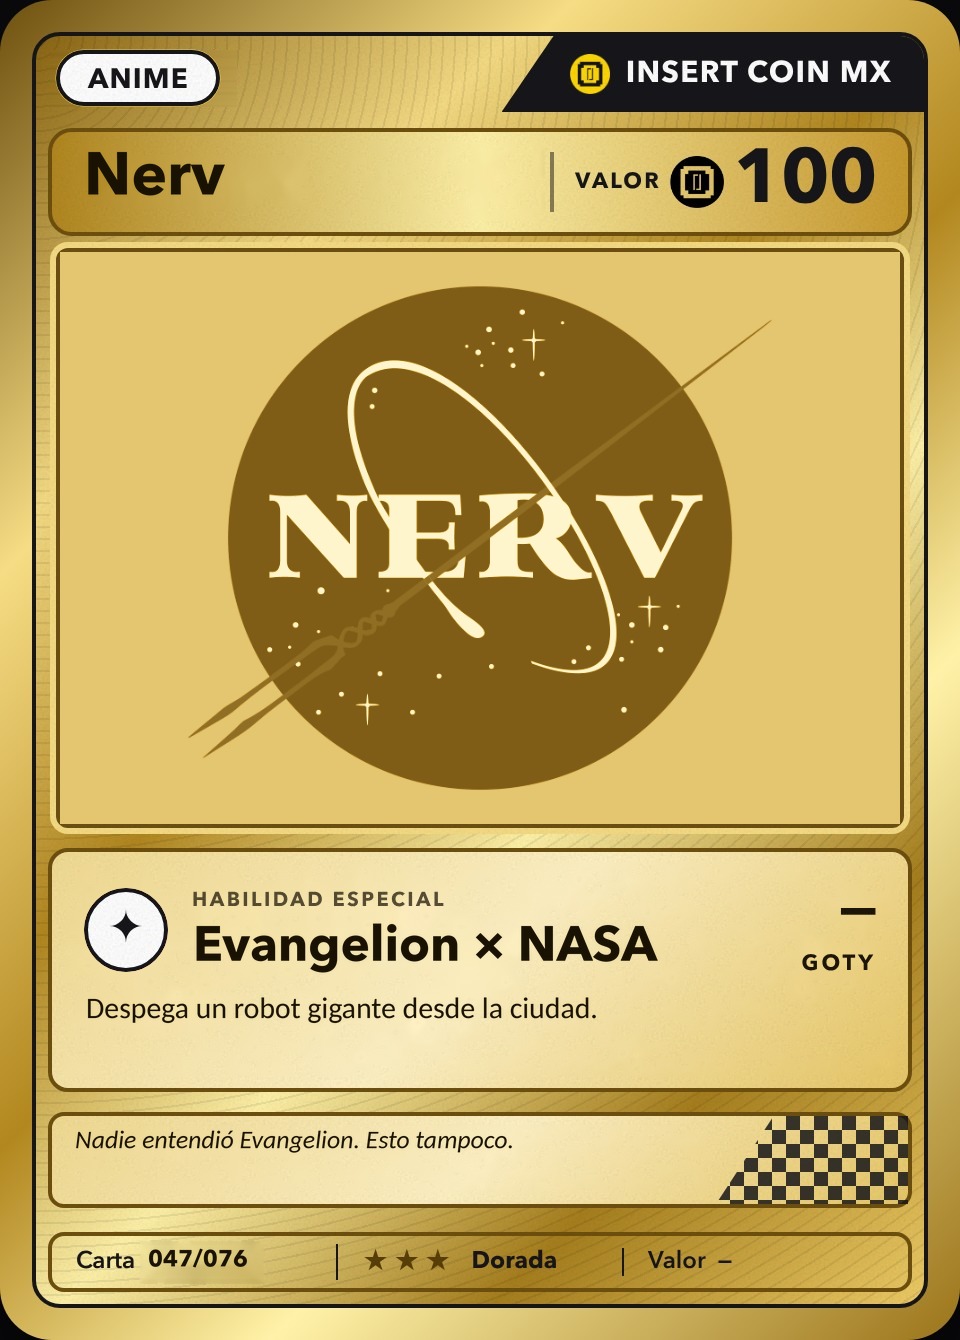 ANIME
INSERT COIN MX
Nerv
VALOR 100
NERV
HABILIDAD ESPECIAL
Evangelion × NASA
–
GOTY
Despega un robot gigante desde la ciudad.
Nadie entendió Evangelion. Esto tampoco.
Carta 047/076 ★★★ Dorada Valor –